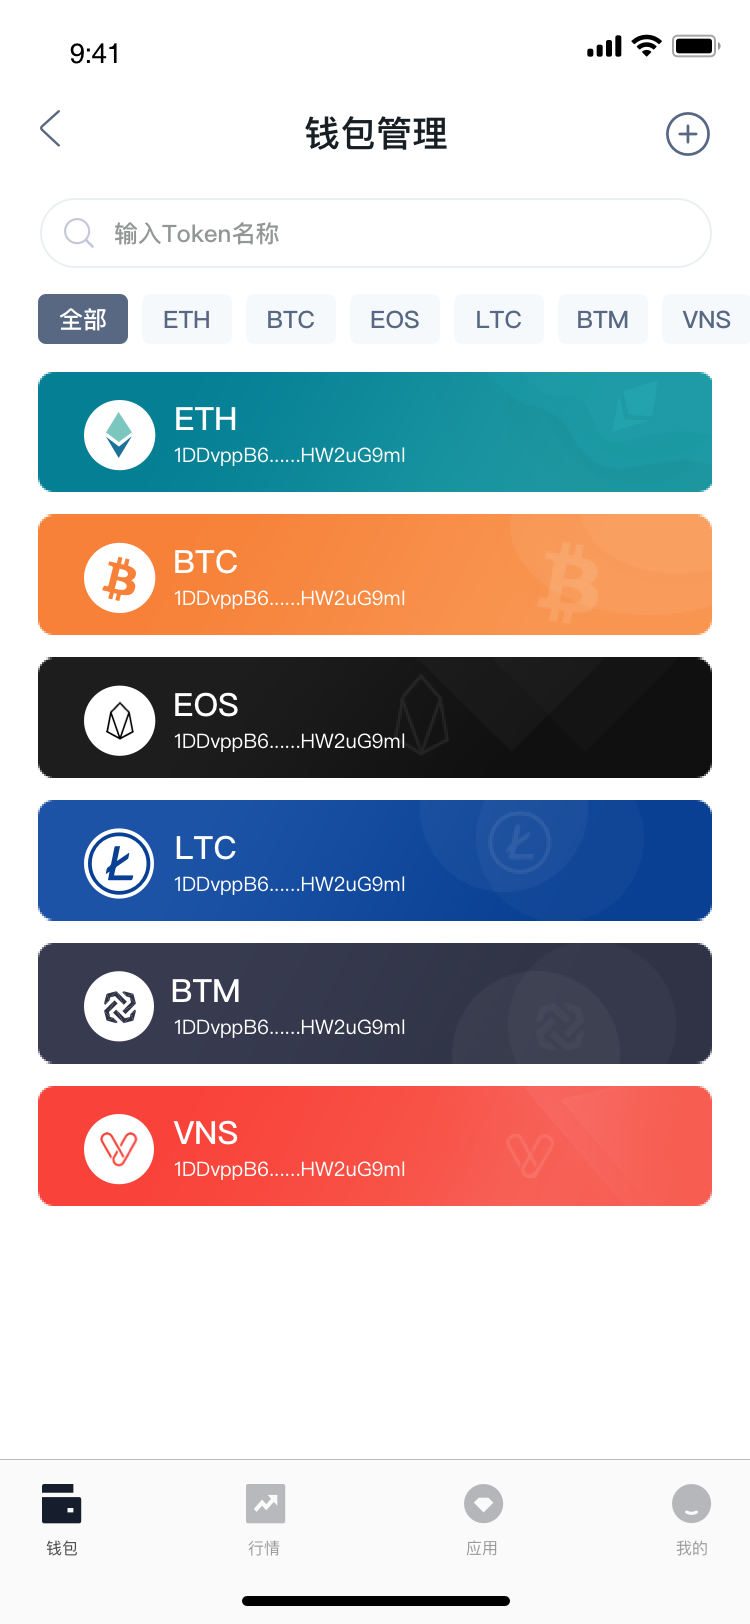 9:41
钱包管理
输入Token名称
全部 ETH BTC EOS LTC BTM VNS
ETH
1DDvppB6......HW2uG9ml
BTC
1DDvppB6......HW2uG9ml
EOS
1DDvppB6......HW2uG9ml
LTC
1DDvppB6......HW2uG9ml
BTM
1DDvppB6......HW2uG9ml
VNS
1DDvppB6......HW2uG9ml
钱包 行情 应用 我的